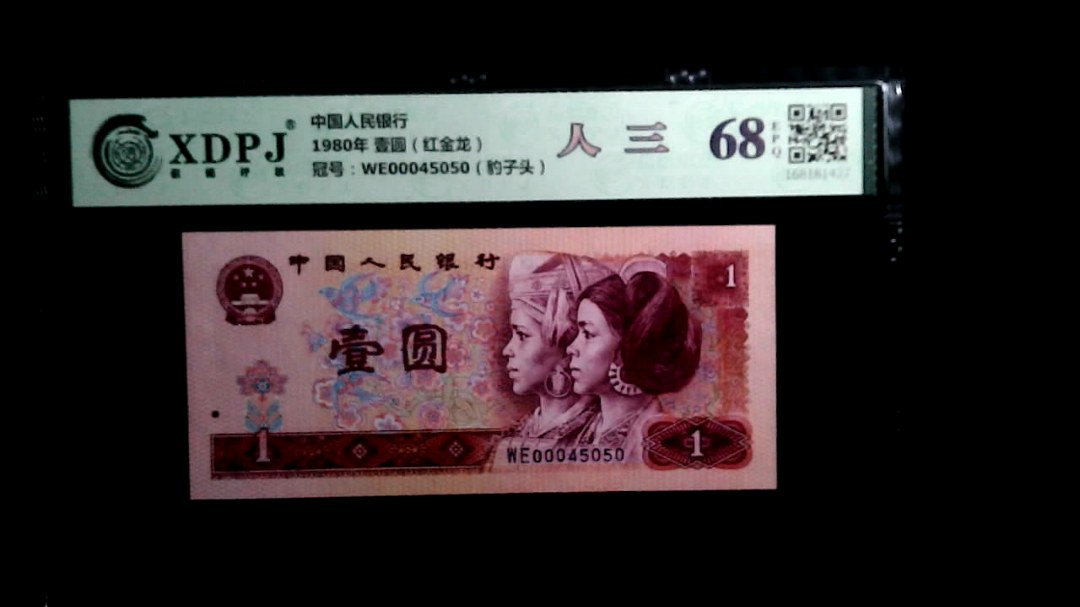 XDPJ®
中国人民银行
1980年 壹圆(红金龙)
冠号:WE00045050(豹子头)
人 三
68
EPQ
中国人民银行
1
壹圆
1
WE00045050
1